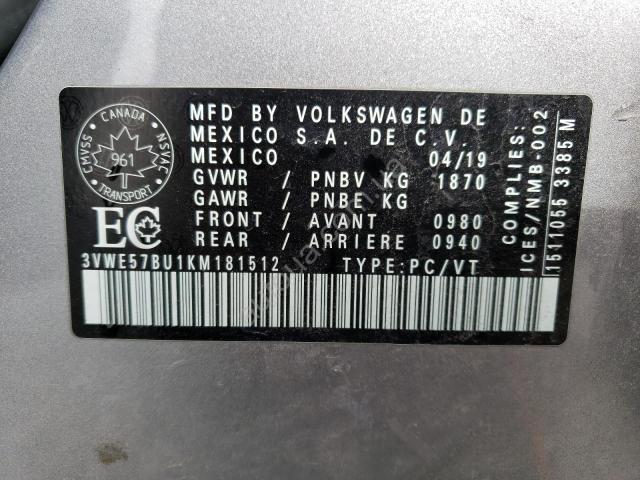 MFD BY VOLKSWAGEN DE
MEXICO S.A. DE C.V.
MEXICO 04/19
GVWR / PNBV KG 1870
GAWR / PNBE KG
FRONT / AVANT 0980
REAR / ARRIERE 0940
3VWE57BU1KM181512 TYPE:PC/VT
CANADA
CMVSS
NSVAC
961
TRANSPORT
EC
COMPLIES:
ICES/NMB-002
1511055 3385 M